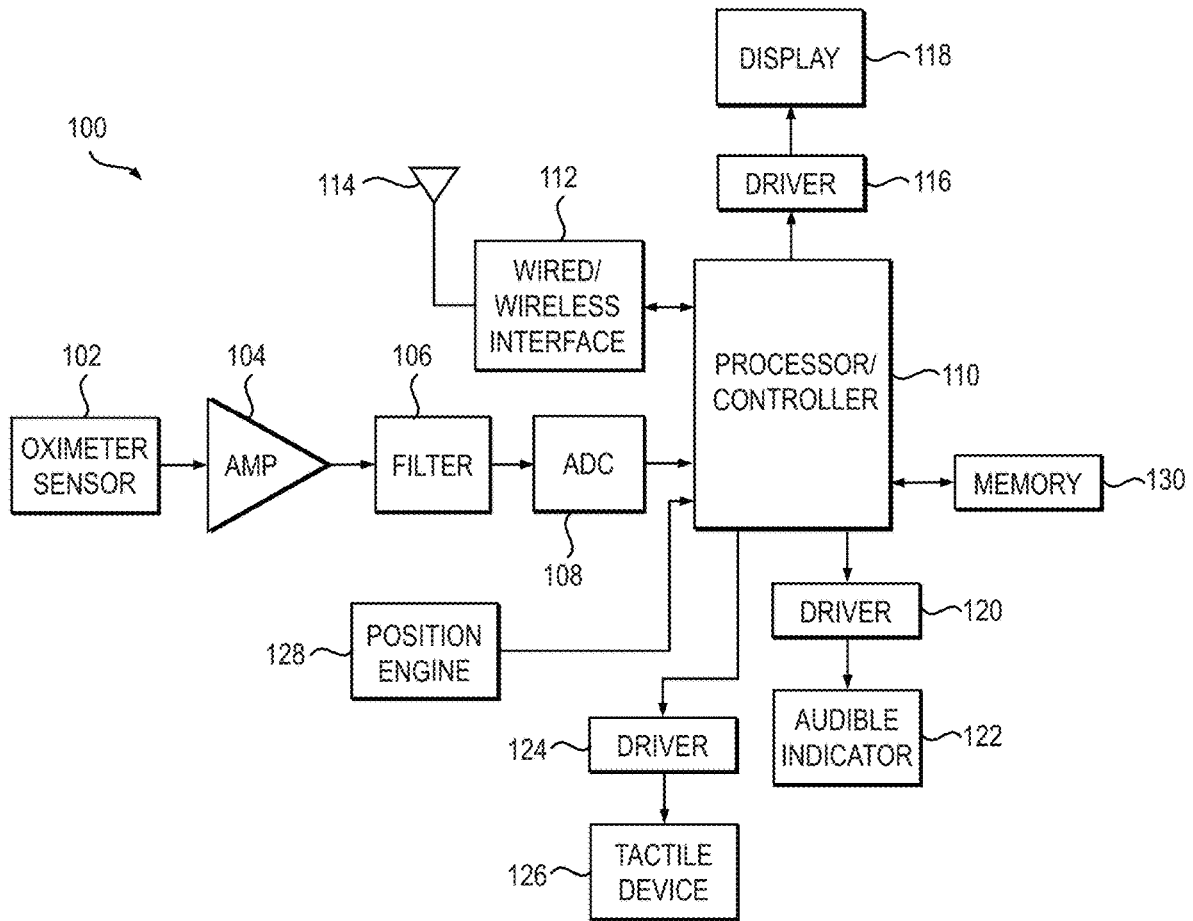 DISPLAY
118
100
114
112
DRIVER
116
WIRED/
WIRELESS
INTERFACE
PROCESSOR/
CONTROLLER
110
102
104
106
OXIMETER
SENSOR
AMP
FILTER
ADC
108
MEMORY
130
DRIVER
120
128
POSITION
ENGINE
124
DRIVER
AUDIBLE
INDICATOR
122
126
TACTILE
DEVICE